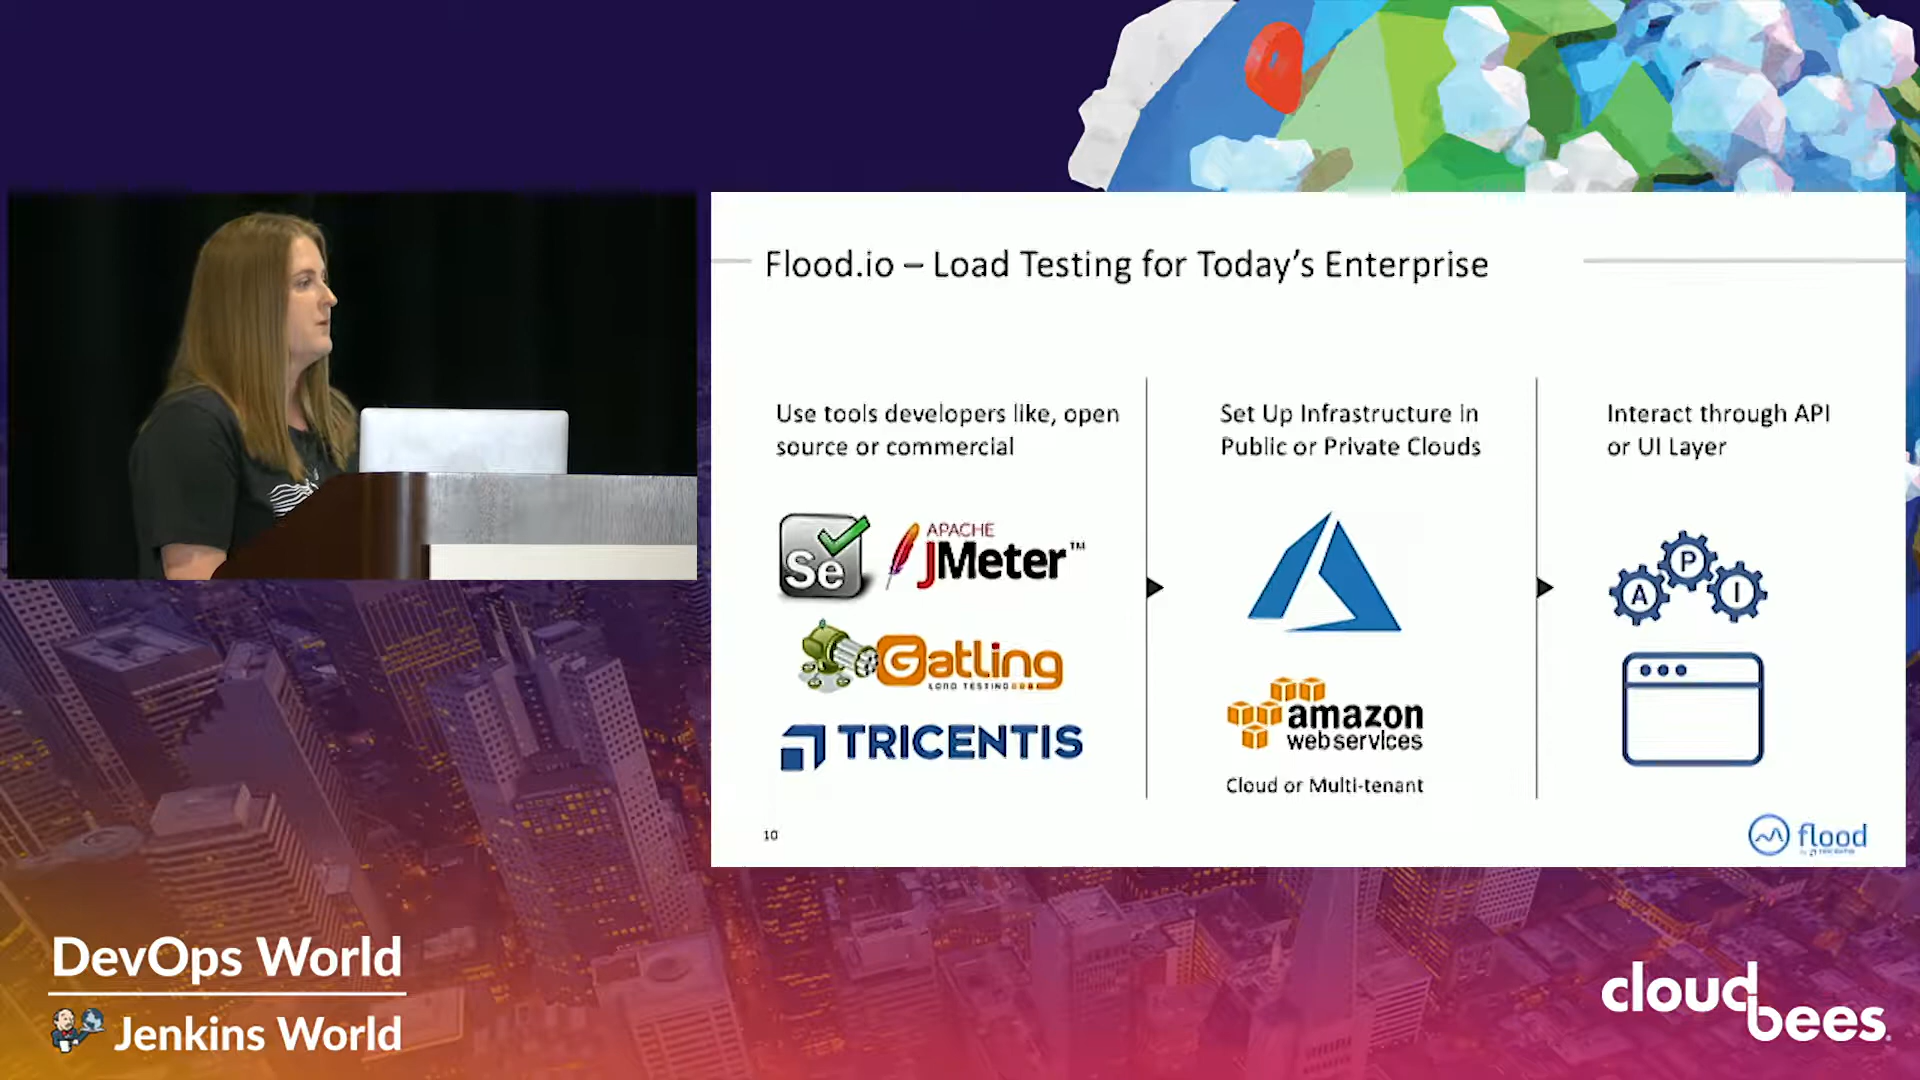 Flood.io – Load Testing for Today's Enterprise
Use tools developers like, open
source or commercial
Set Up Infrastructure in
Public or Private Clouds
Interact through API
or UI Layer
Se
APACHE
JMeter™
Gatling
LOAD TESTING
TRICENTIS
amazon
webservices
Cloud or Multi-tenant
A P I
10
flood
DevOps World
Jenkins World
cloudbees